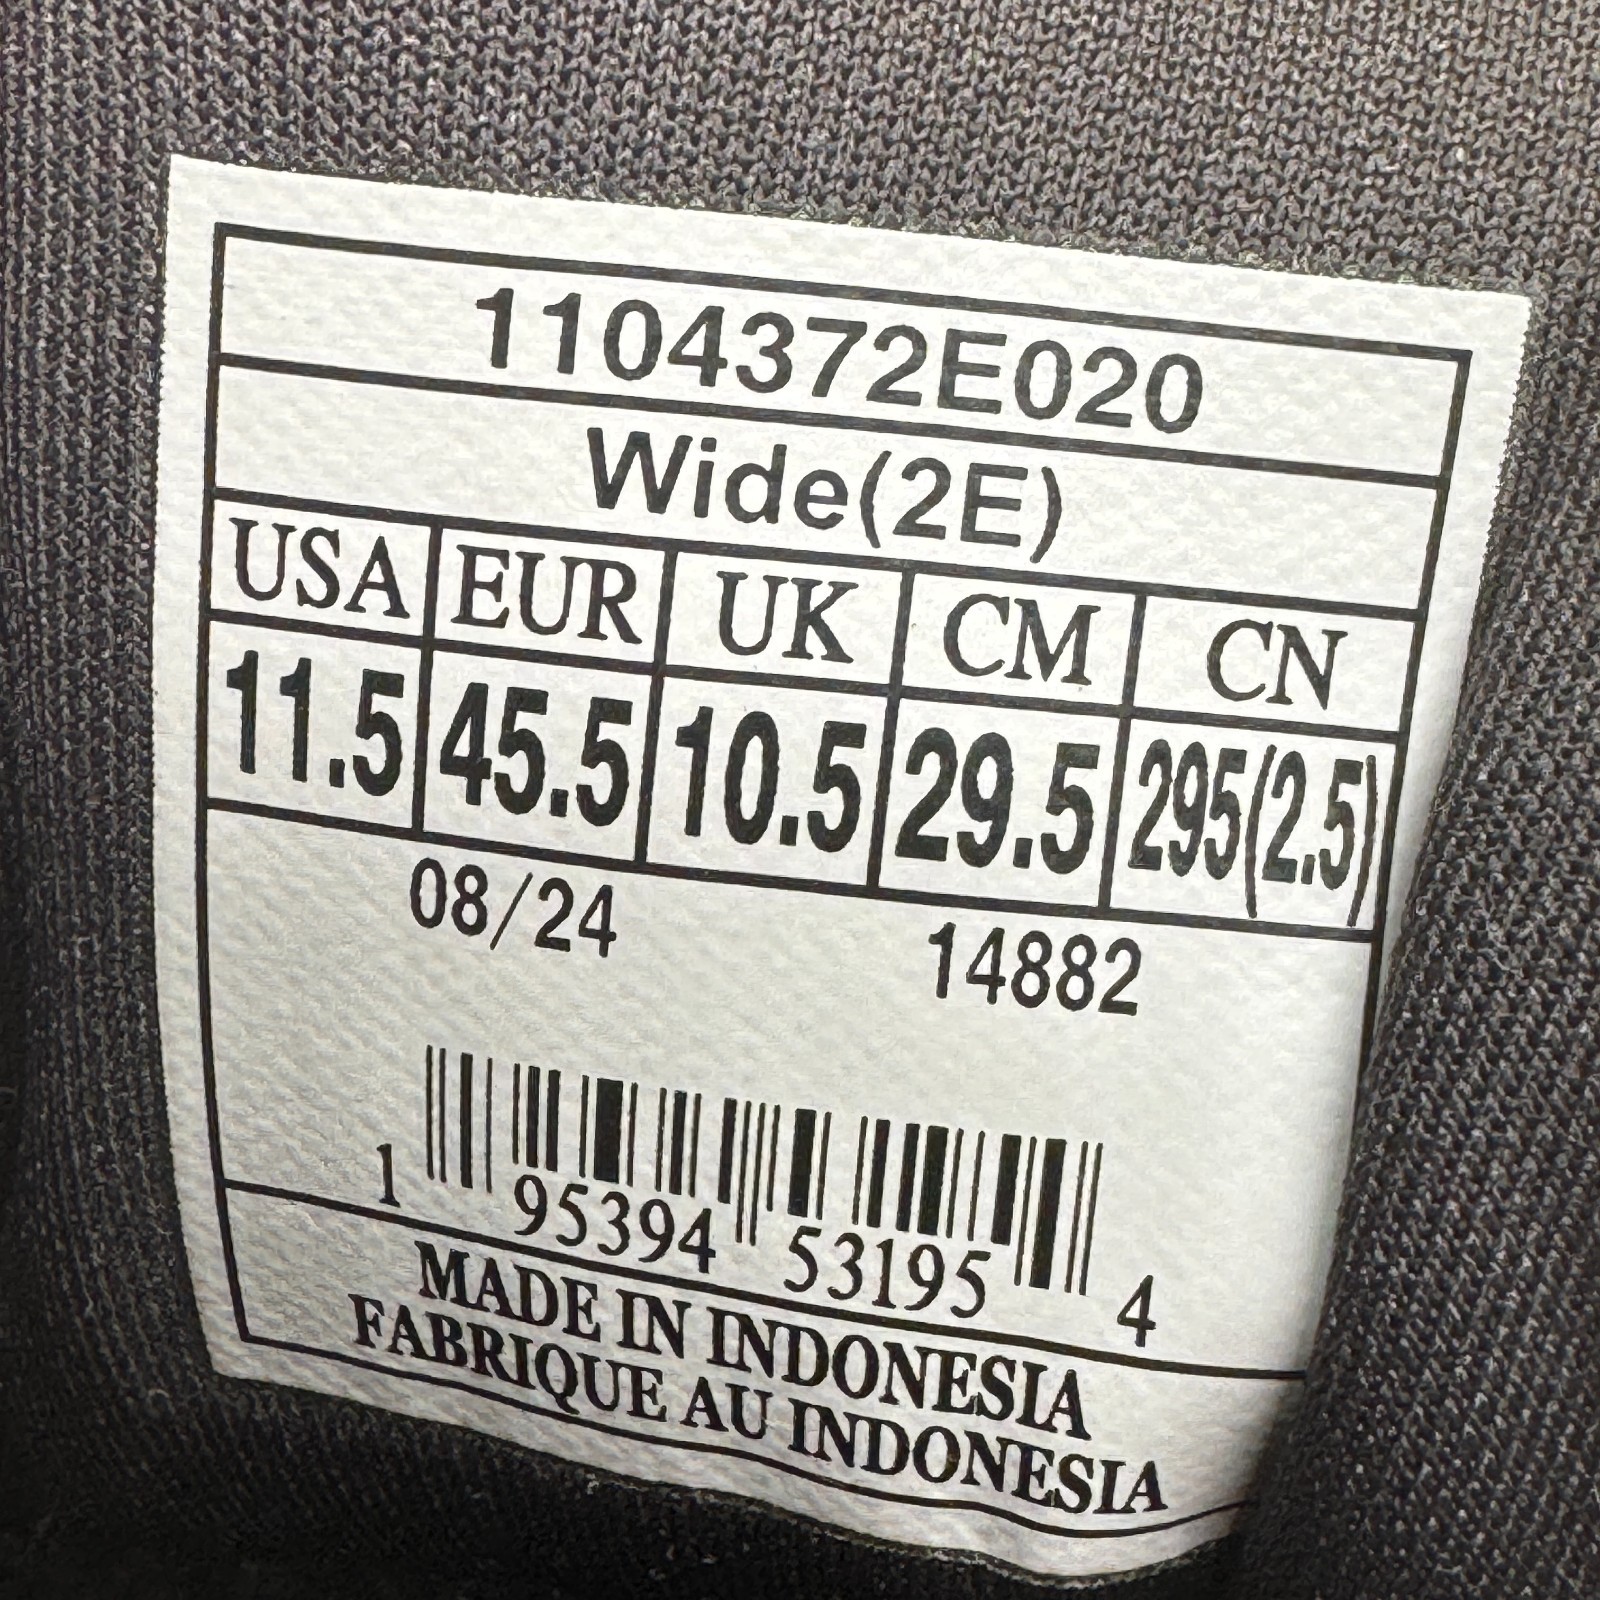 1104372E020
Wide(2E)
USA EUR UK CM CN
11.5 45.5 10.5 29.5 295(2.5)
08/24 14882
1 95394 53195 4
MADE IN INDONESIA
FABRIQUE AU INDONESIA